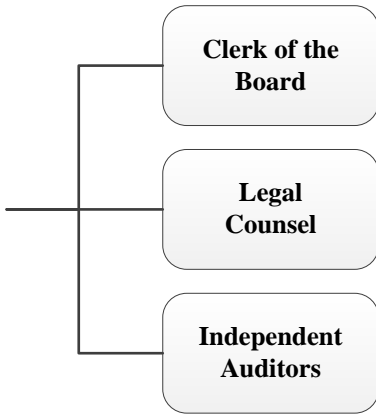 Clerk of the
Board
Legal
Counsel
Independent
Auditors